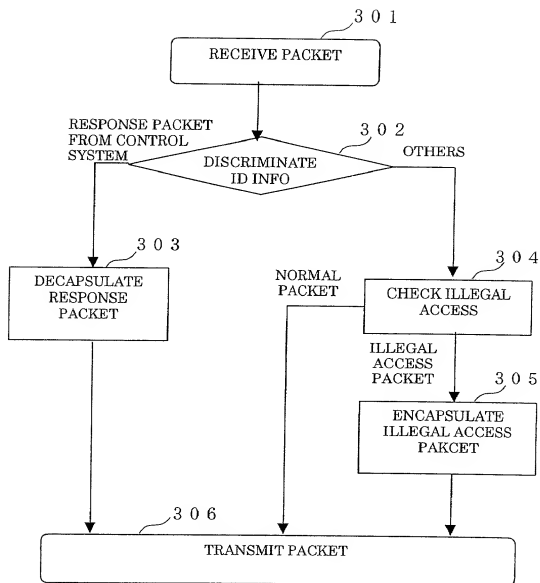 301
RECEIVE PACKET
RESPONSE PACKET
FROM CONTROL
SYSTEM
302
DISCRIMINATE
ID INFO
OTHERS
303
DECAPSULATE
RESPONSE
PACKET
NORMAL
PACKET
304
CHECK ILLEGAL
ACCESS
ILLEGAL
ACCESS
PACKET
305
ENCAPSULATE
ILLEGAL ACCESS
PAKCET
306
TRANSMIT PACKET